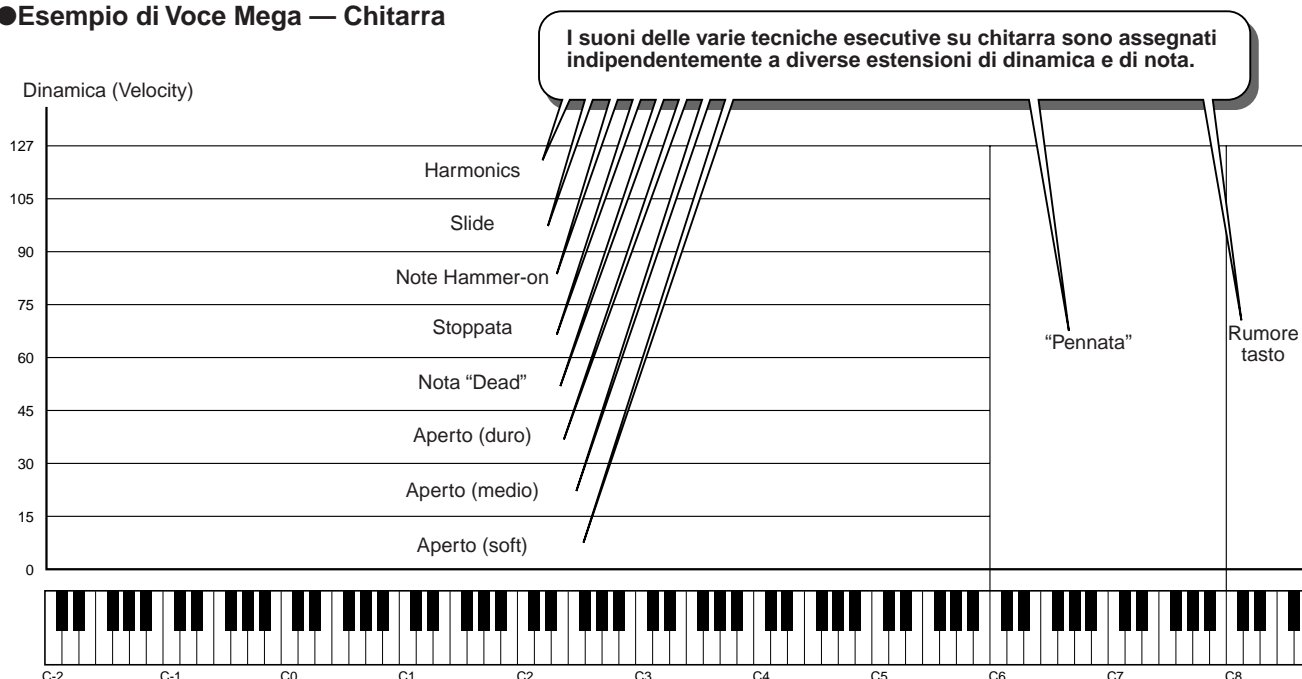 ●Esempio di Voce Mega — Chitarra
I suoni delle varie tecniche esecutive su chitarra sono assegnati
indipendentemente a diverse estensioni di dinamica e di nota.
Dinamica (Velocity)
127
Harmonics
105
Slide
90
Note Hammer-on
75
Stoppata
“Pennata”
Rumore
tasto
60
Nota “Dead”
45
Aperto (duro)
30
Aperto (medio)
15
Aperto (soft)
0
C-2 C-1 C0 C1 C2 C3 C4 C5 C6 C7 C8